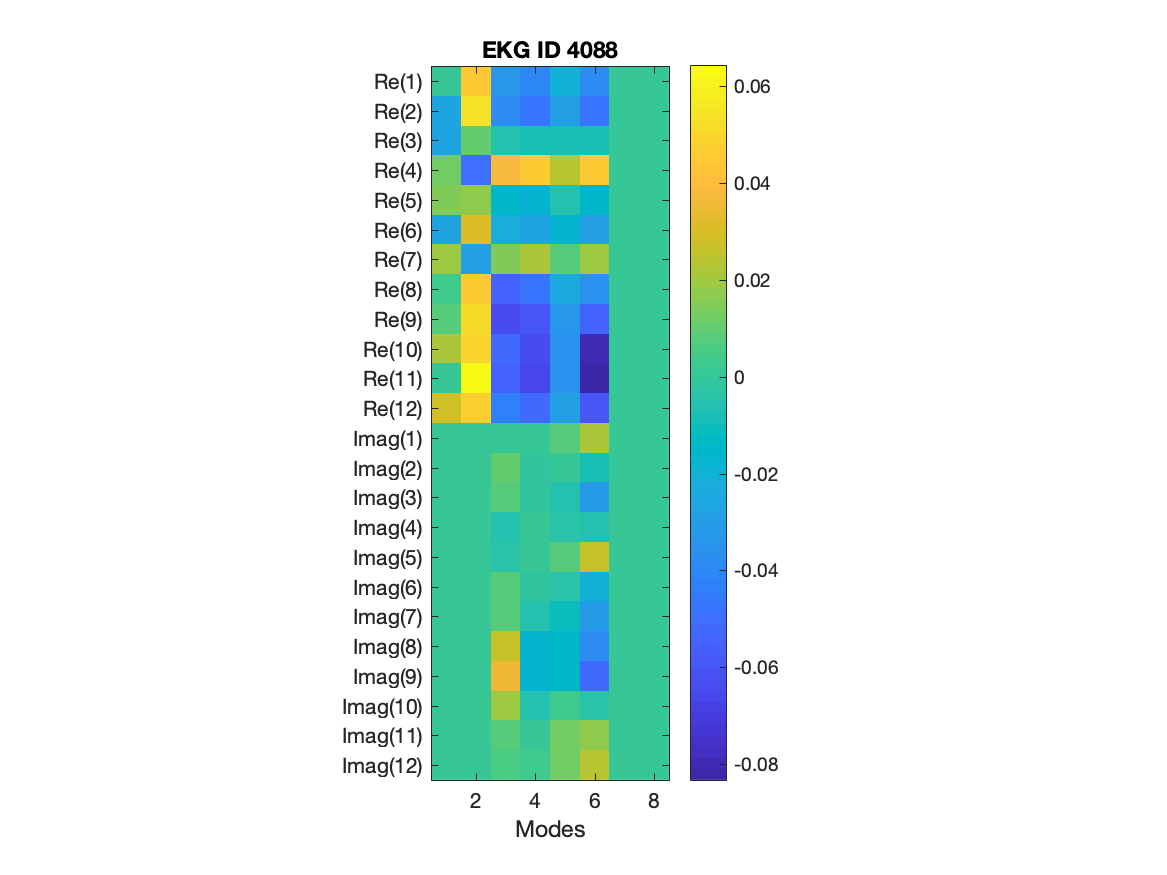 EKG ID 4088
Re(1)
Re(2)
Re(3)
Re(4)
Re(5)
Re(6)
Re(7)
Re(8)
Re(9)
Re(10)
Re(11)
Re(12)
Imag(1)
Imag(2)
Imag(3)
Imag(4)
Imag(5)
Imag(6)
Imag(7)
Imag(8)
Imag(9)
Imag(10)
Imag(11)
Imag(12)
2 4 6 8
Modes
0.06
0.04
0.02
0
-0.02
-0.04
-0.06
-0.08